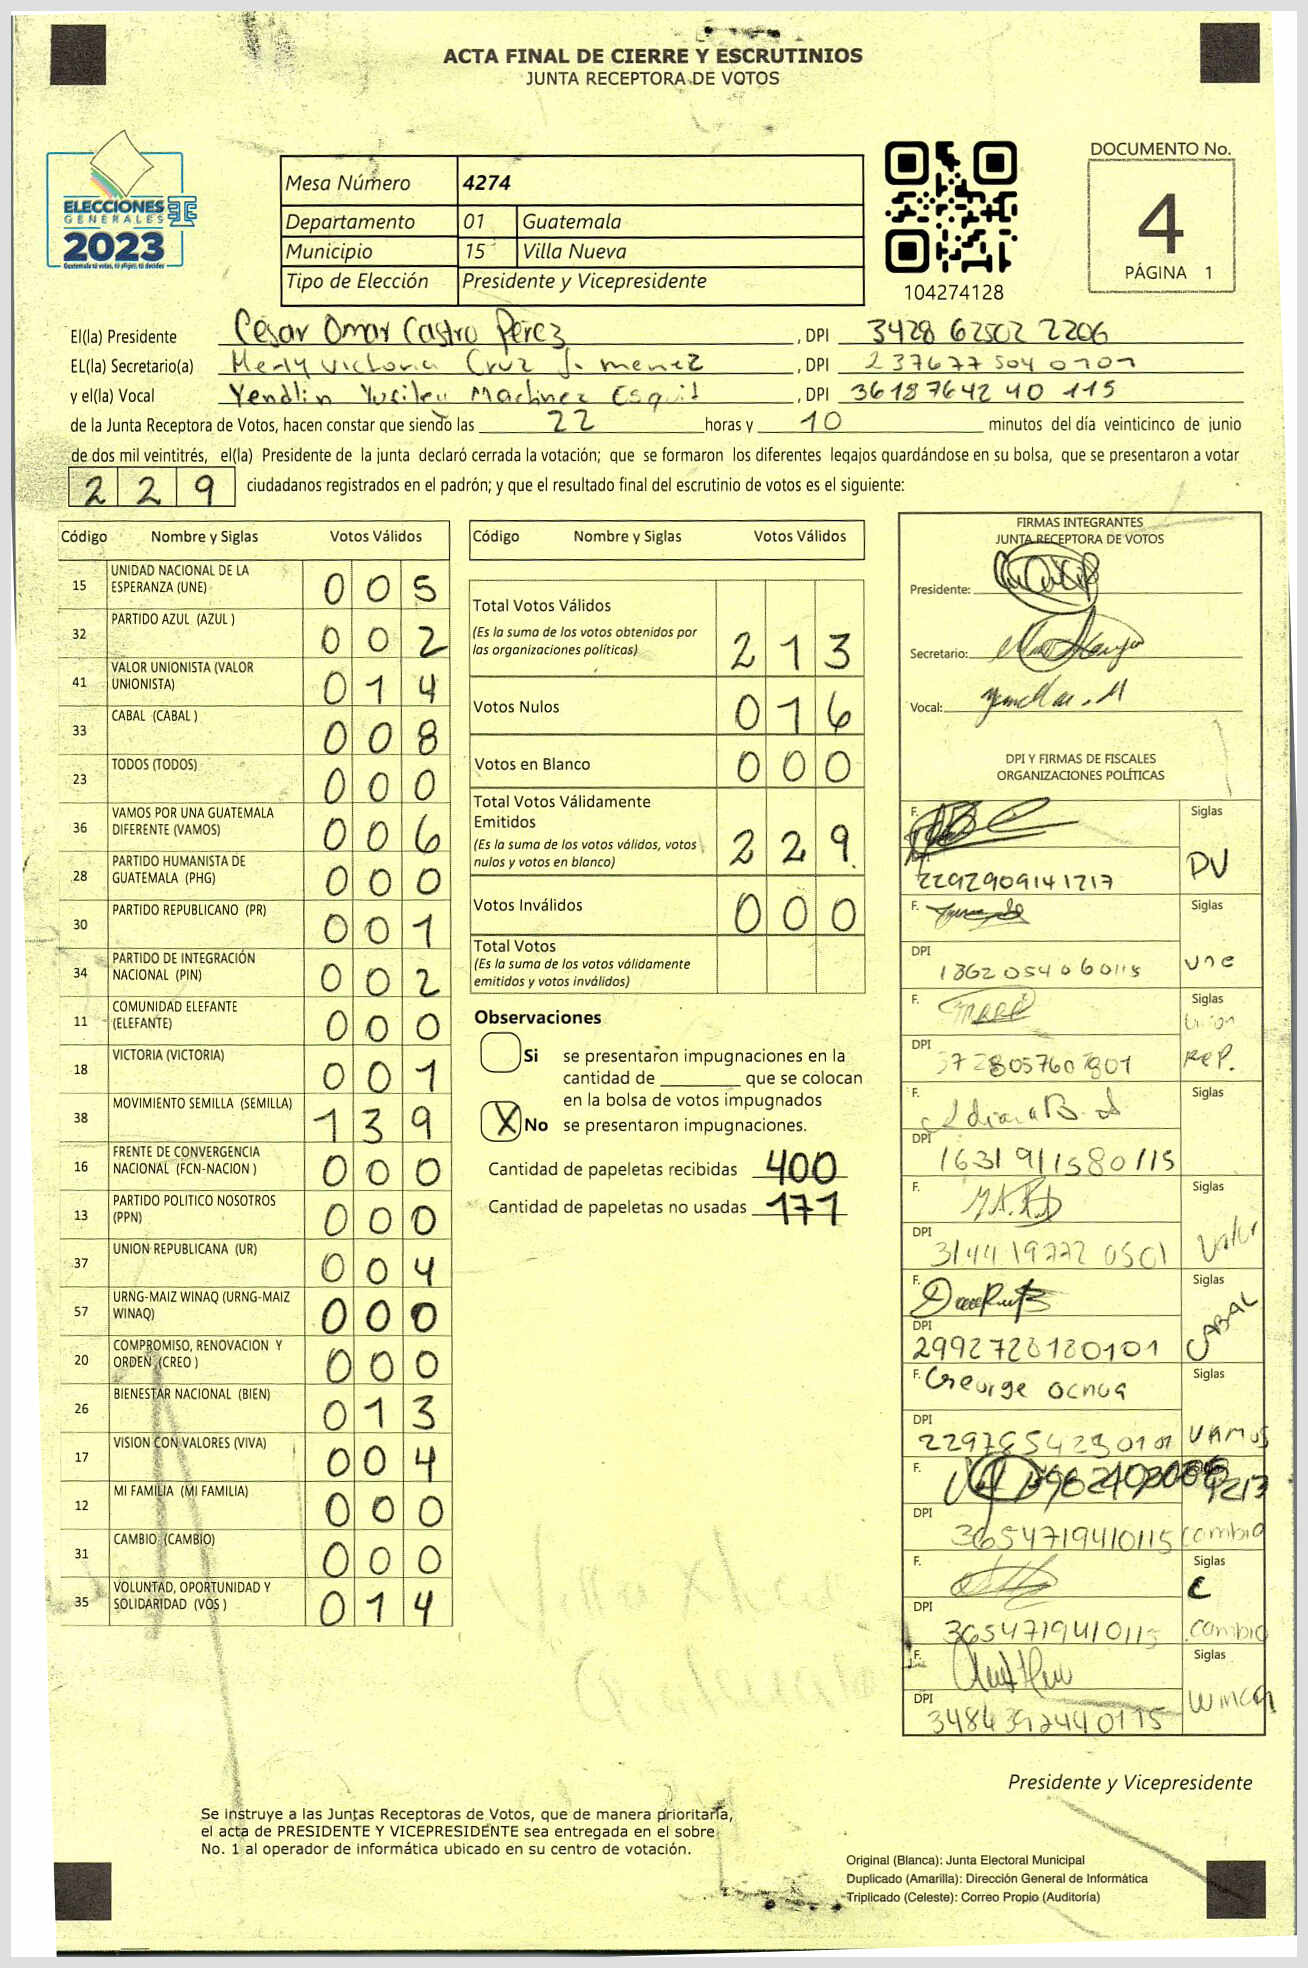 ACTA FINAL DE CIERRE Y ESCRUTINIOS
JUNTA RECEPTORA DE VOTOS
ELECCIONES
GENERALES
2023
Guatemala tú votas, tú eliges, tú decides
Mesa Número 4274
Departamento 01 Guatemala
Municipio 15 Villa Nueva
Tipo de Elección Presidente y Vicepresidente
104274128
DOCUMENTO No.
4
PÁGINA 1
El(la) Presidente Cesar Omar Castro Perez, DPI 3428 62502 2206
EL(la) Secretario(a) Victoria Cruz Jimenez, DPI 237677504 0101
y el(la) Vocal Yendlin Martinez Esquit, DPI 3618764240 115
de la Junta Receptora de Votos, hacen constar que siendo las 22 horas y 10 minutos del día veinticinco de junio
de dos mil veintitrés, el(la) Presidente de la junta declaró cerrada la votación; que se formaron los diferentes legajos guardándose en su bolsa, que se presentaron a votar
229 ciudadanos registrados en el padrón; y que el resultado final del escrutinio de votos es el siguiente:
Código Nombre y Siglas Votos Válidos
15 UNIDAD NACIONAL DE LA ESPERANZA (UNE) 005
32 PARTIDO AZUL (AZUL ) 002
41 VALOR UNIONISTA (VALOR UNIONISTA) 014
33 CABAL (CABAL ) 008
23 TODOS (TODOS) 000
36 VAMOS POR UNA GUATEMALA DIFERENTE (VAMOS) 006
28 PARTIDO HUMANISTA DE GUATEMALA (PHG) 000
30 PARTIDO REPUBLICANO (PR) 001
34 PARTIDO DE INTEGRACIÓN NACIONAL (PIN) 002
11 COMUNIDAD ELEFANTE (ELEFANTE) 000
18 VICTORIA (VICTORIA) 001
38 MOVIMIENTO SEMILLA (SEMILLA) 139
16 FRENTE DE CONVERGENCIA NACIONAL (FCN-NACION ) 000
13 PARTIDO POLITICO NOSOTROS (PPN) 000
37 UNION REPUBLICANA (UR) 004
57 URNG-MAIZ WINAQ (URNG-MAIZ WINAQ) 000
20 COMPROMISO, RENOVACION Y ORDEN (CREO ) 000
26 BIENESTAR NACIONAL (BIEN) 013
17 VISION CON VALORES (VIVA) 004
12 MI FAMILIA (MI FAMILIA) 000
31 CAMBIO (CAMBIO) 000
35 VOLUNTAD, OPORTUNIDAD Y SOLIDARIDAD (VOS ) 014
Código Nombre y Siglas Votos Válidos
Total Votos Válidos 213
(Es la suma de los votos obtenidos por
las organizaciones políticas)
Votos Nulos 016
Votos en Blanco 000
Total Votos Válidamente
Emitidos 229
(Es la suma de los votos válidos, votos
nulos y votos en blanco)
Votos Inválidos 000
Total Votos
(Es la suma de los votos válidamente
emitidos y votos inválidos)
Observaciones
Si se presentaron impugnaciones en la
cantidad de ________ que se colocan
en la bolsa de votos impugnados
X No se presentaron impugnaciones.
Cantidad de papeletas recibidas 400
Cantidad de papeletas no usadas 171
FIRMAS INTEGRANTES
JUNTA RECEPTORA DE VOTOS
Presidente:
Secretario:
Vocal:
DPI Y FIRMAS DE FISCALES
ORGANIZACIONES POLÍTICAS
F. Siglas
DPI 2292909141217 PV
F. Siglas
DPI 1862054060115 une
F. Siglas
DPI 3728057607801 Union Rep.
F. Siglas
DPI 1631911580115
F. Siglas
DPI 3144197720501 Valor
F. Siglas
DPI 2992728180101 CABAL
F. George Ochoa Siglas
DPI VAMOS
F.
DPI 3654719410115 Cambio
F. Siglas
DPI 3654719410115 Cambio
F. Siglas
DPI 3484392440115
Presidente y Vicepresidente
Se instruye a las Juntas Receptoras de Votos, que de manera prioritaria,
el acta de PRESIDENTE Y VICEPRESIDENTE sea entregada en el sobre
No. 1 al operador de informática ubicado en su centro de votación.
Original (Blanca): Junta Electoral Municipal
Duplicado (Amarilla): Dirección General de Informática
Triplicado (Celeste): Correo Propio (Auditoría)